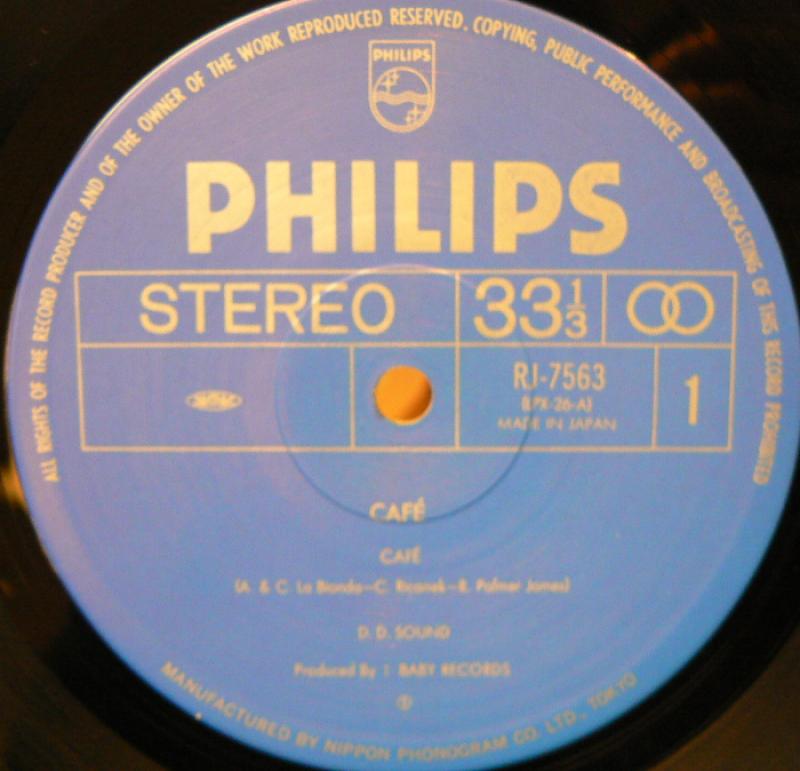 ALL RIGHTS OF THE RECORD PRODUCER AND OF THE OWNER OF THE WORK REPRODUCED RESERVED. COPYING, PUBLIC PERFORMANCE AND BROADCASTING OF THIS RECORD PROHIBITED
PHILIPS
PHILIPS
STEREO 33 1/3
RJ-7563 1
(LPX-26-A)
MADE IN JAPAN
CAFÉ
CAFÉ
(A. & C. La Bionda—C. Ricanek—R. Palmer James)
D. D. SOUND
Produced By : BABY RECORDS
Ⓟ
MANUFACTURED BY NIPPON PHONOGRAM CO. LTD., TOKYO